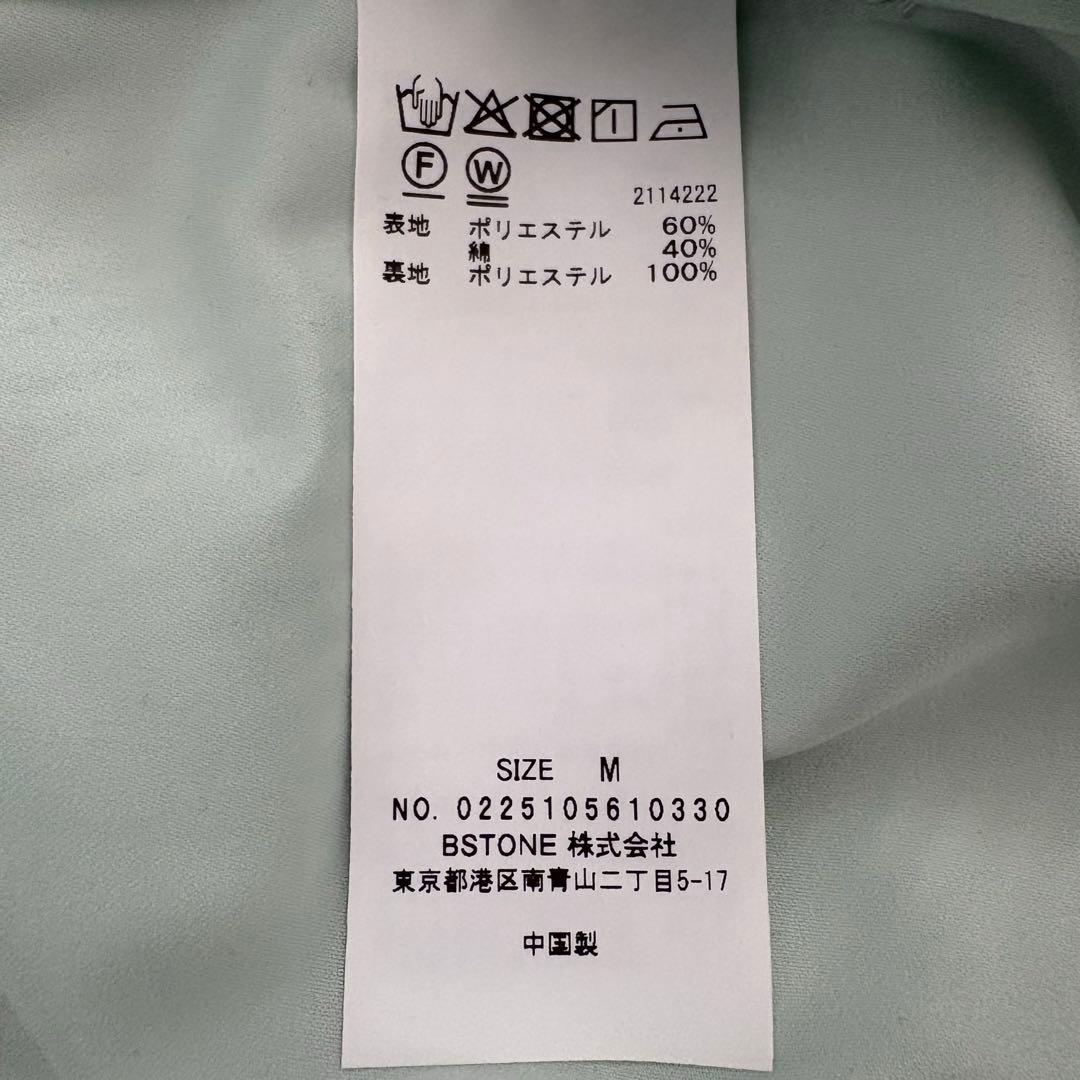 F W
2114222
表地 ポリエステル 60%
綿 40%
裏地 ポリエステル 100%
SIZE M
NO. 0225105610330
BSTONE 株式会社
東京都港区南青山二丁目5-17
中国製